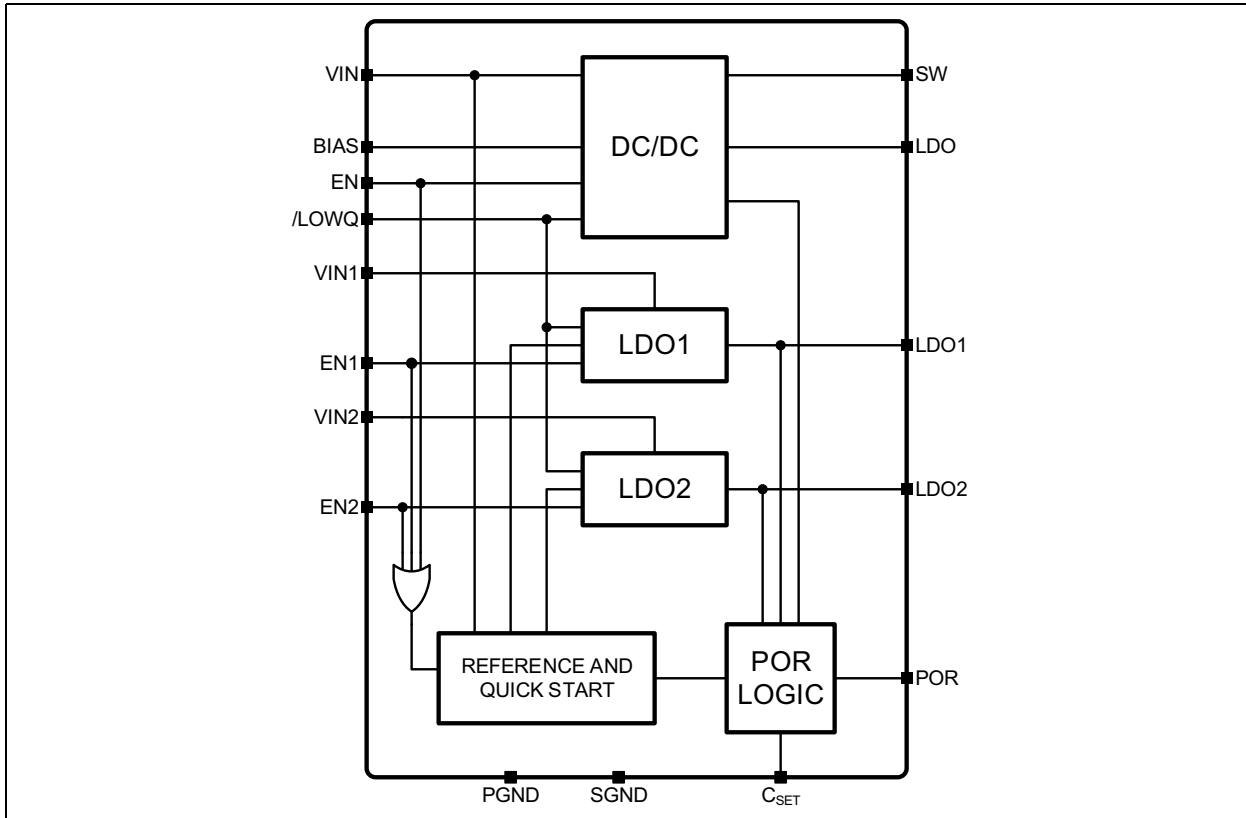 VIN
BIAS
EN
/LOWQ
VIN1
EN1
VIN2
EN2
DC/DC
LDO1
LDO2
REFERENCE AND
QUICK START
POR
LOGIC
SW
LDO
LDO1
LDO2
POR
PGND
SGND
CSET